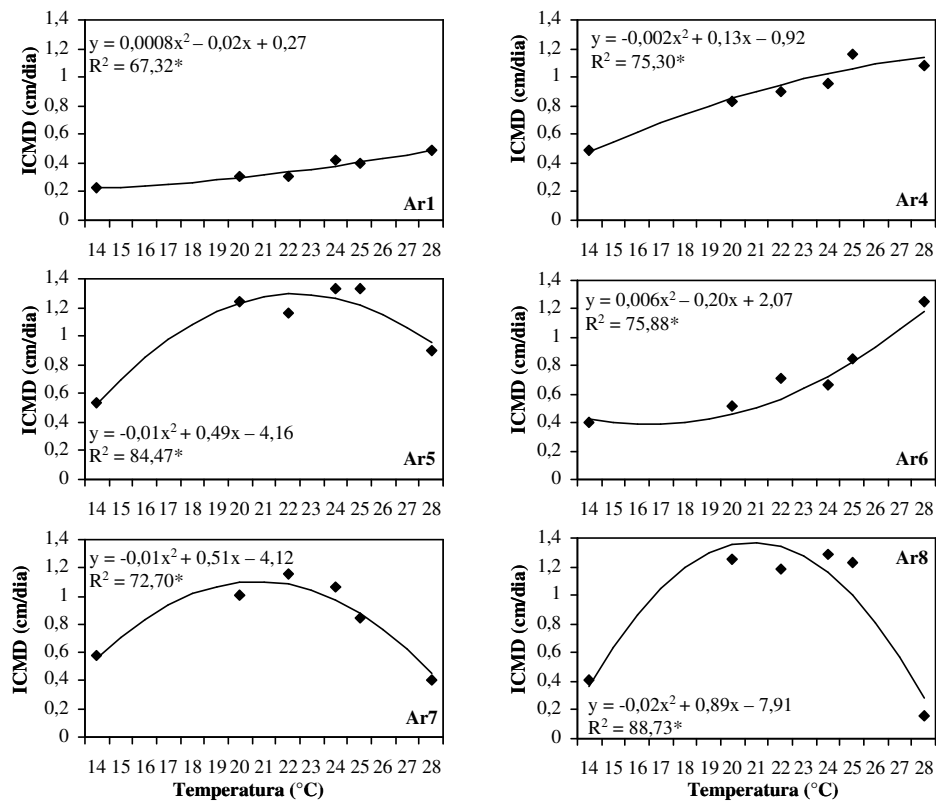 1,4
1,2
1
0,8
0,6
0,4
0,2
0
ICMD (cm/dia)
y = 0,0008x² – 0,02x + 0,27
R² = 67,32*
Ar1
14 15 16 17 18 19 20 21 22 23 24 25 26 27 28
1,4
1,2
1
0,8
0,6
0,4
0,2
0
ICMD (cm/dia)
y = -0,002x² + 0,13x – 0,92
R² = 75,30*
Ar4
14 15 16 17 18 19 20 21 22 23 24 25 26 27 28
1,4
1,2
1
0,8
0,6
0,4
0,2
0
ICMD (cm/dia)
y = -0,01x² + 0,49x – 4,16
R² = 84,47*
Ar5
14 15 16 17 18 19 20 21 22 23 24 25 26 27 28
1,4
1,2
1
0,8
0,6
0,4
0,2
0
ICMD (cm/dia)
y = 0,006x² – 0,20x + 2,07
R² = 75,88*
Ar6
14 15 16 17 18 19 20 21 22 23 24 25 26 27 28
1,4
1,2
1
0,8
0,6
0,4
0,2
0
ICMD (cm/dia)
y = -0,01x² + 0,51x – 4,12
R² = 72,70*
Ar7
14 15 16 17 18 19 20 21 22 23 24 25 26 27 28
Temperatura (°C)
1,4
1,2
1
0,8
0,6
0,4
0,2
0
ICMD (cm/dia)
Ar8
y = -0,02x² + 0,89x – 7,91
R² = 88,73*
14 15 16 17 18 19 20 21 22 23 24 25 26 27 28
Temperatura (°C)